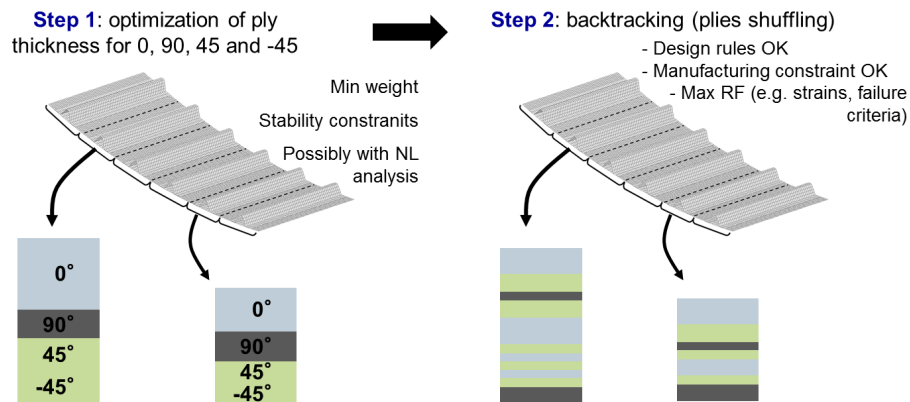 Step 1: optimization of ply
thickness for 0, 90, 45 and -45
Min weight
Stability constranits
Possibly with NL
analysis
0°
90°
45°
-45°
0°
90°
45°
-45°
Step 2: backtracking (plies shuffling)
- Design rules OK
- Manufacturing constraint OK
- Max RF (e.g. strains, failure
criteria)